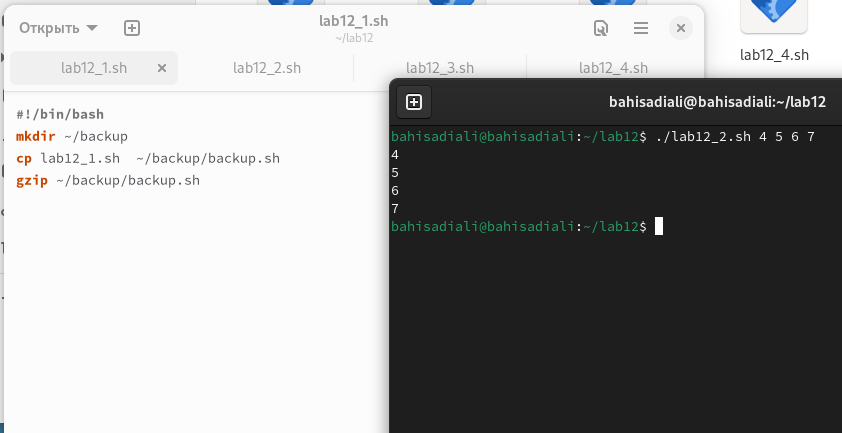 Открыть
lab12_1.sh
~/lab12
lab12_4.sh
lab12_1.sh
lab12_2.sh
lab12_3.sh
lab12_4.sh
#!/bin/bash
mkdir ~/backup
cp lab12_1.sh  ~/backup/backup.sh
gzip ~/backup/backup.sh
bahisadiali@bahisadiali:~/lab12
bahisadiali@bahisadiali:~/lab12$ ./lab12_2.sh 4 5 6 7
4
5
6
7
bahisadiali@bahisadiali:~/lab12$